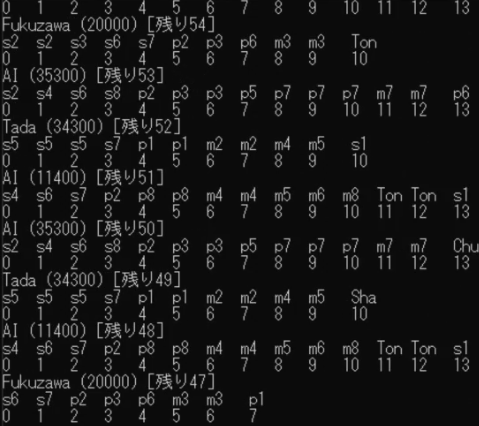 0 1 2 3 4 5 6 7 8 9 10 11 12 13
Fukuzawa (20000) [残り54]
s2 s2 s3 s6 s7 p2 p3 p6 m3 m3 Ton
0 1 2 3 4 5 6 7 8 9 10
AI (35300) [残り53]
s2 s4 s6 s8 p2 p3 p3 p5 p7 p7 p7 m7 m7 p6
0 1 2 3 4 5 6 7 8 9 10 11 12 13
Tada (34300) [残り52]
s5 s5 s5 s7 p1 p1 m2 m2 m4 m5 s1
0 1 2 3 4 5 6 7 8 9 10
AI (11400) [残り51]
s4 s6 s7 p2 p8 p8 m4 m4 m5 m6 m8 Ton Ton s1
0 1 2 3 4 5 6 7 8 9 10 11 12 13
AI (35300) [残り50]
s2 s4 s6 s8 p2 p3 p3 p5 p7 p7 p7 m7 m7 Chu
0 1 2 3 4 5 6 7 8 9 10 11 12 13
Tada (34300) [残り49]
s5 s5 s5 s7 p1 p1 m2 m2 m4 m5 Sha
0 1 2 3 4 5 6 7 8 9 10
AI (11400) [残り48]
s4 s6 s7 p2 p8 p8 m4 m4 m5 m6 m8 Ton Ton s1
0 1 2 3 4 5 6 7 8 9 10 11 12 13
Fukuzawa (20000) [残り47]
s6 s7 p2 p3 p6 m3 m3 p1
0 1 2 3 4 5 6 7